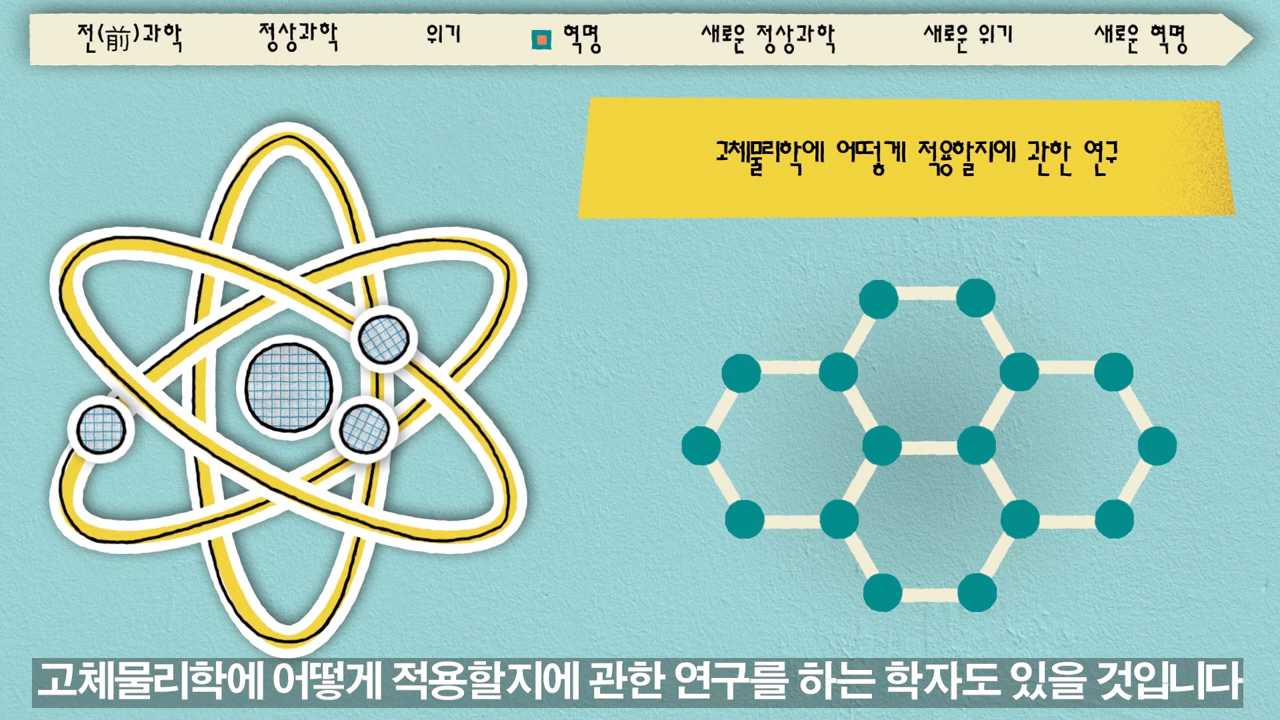 전(前)과학 정상과학 위기 혁명 새로운 정상과학 새로운 위기 새로운 혁명
고체물리학에 어떻게 적용할지에 관한 연구
고체물리학에 어떻게 적용할지에 관한 연구를 하는 학자도 있을 것입니다